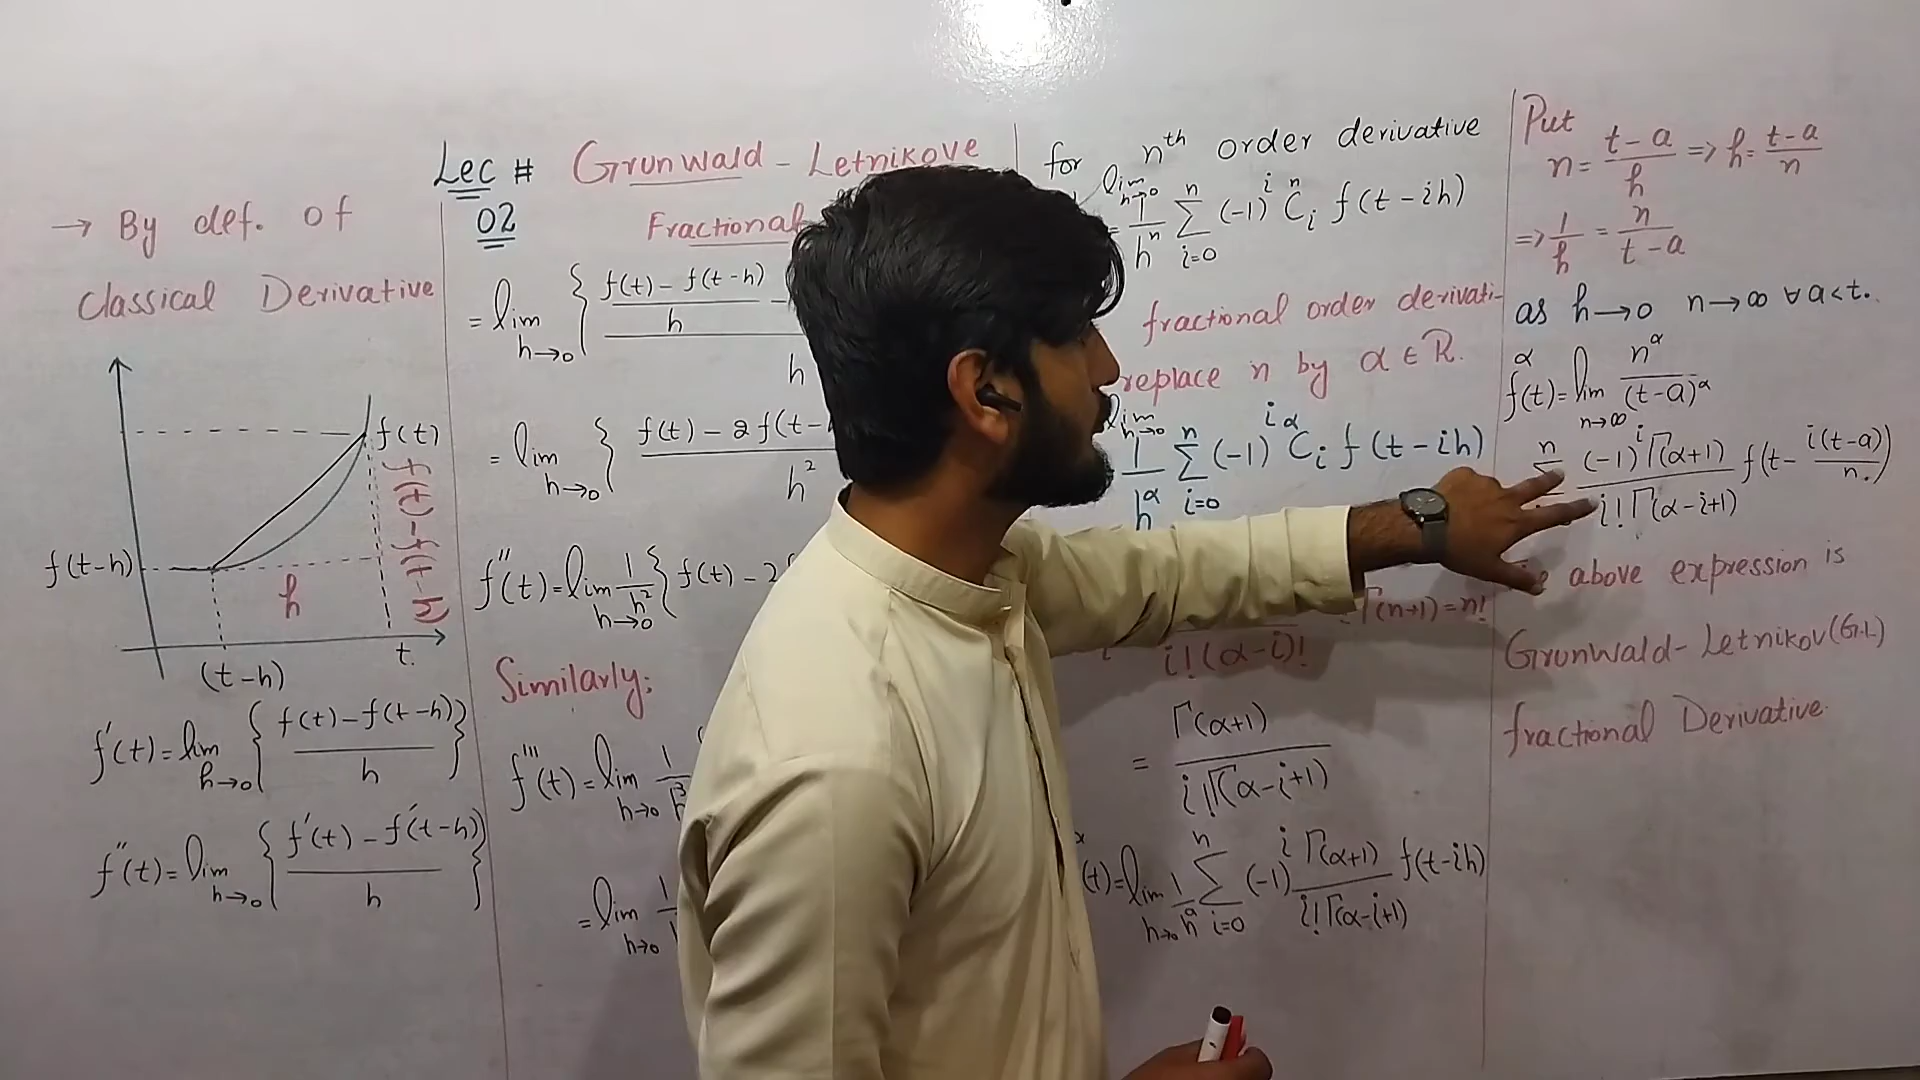 Lec # Grunwald - Letnikove
02 Fractional
→ By def. of
Classical Derivative
f(t)
f(t)-f(t-h)
f(t-h)
h
(t-h)
t.
f'(t)=lim h→0 { f(t)-f(t-h) / h }
f''(t)=lim h→0 { f'(t)-f'(t-h) / h }
= lim h→0 { f(t)-f(t-h) / h - / h
= lim h→0 { f(t)-2f(t- / h²
f''(t)=lim h→0 1/h² { f(t)-2
Similarly;
f'''(t)=lim h→0 1/h³
=lim h→0 1
for nth order derivative
lim h→0 1/hⁿ Σ i=0 n (-1)^i ⁿC_i f(t-ih)
fractional order derivati-
replace n by α ∈ R.
lim h→0 1/h^α Σ i=0 n (-1)^i ^αC_i f(t-ih)
Γ(n+1)=n!
i!(α-i)!
= Γ(α+1) / i!Γ(α-i+1)
(t)=lim h→0 1/h^α Σ i=0 n (-1)^i Γ(α+1) / i!Γ(α-i+1) f(t-ih)
Put
n= t-a / h => h= t-a / n
=> 1/h = n / t-a
as h→0 n→∞ ∀ a<t.
f^α(t)=lim n→∞ n^α / (t-a)^α
Σ n (-1)^i Γ(α+1) / i!Γ(α-i+1) f(t- i(t-a) / n.)
above expression is
Grunwald-Letnikov(G.L)
fractional Derivative.